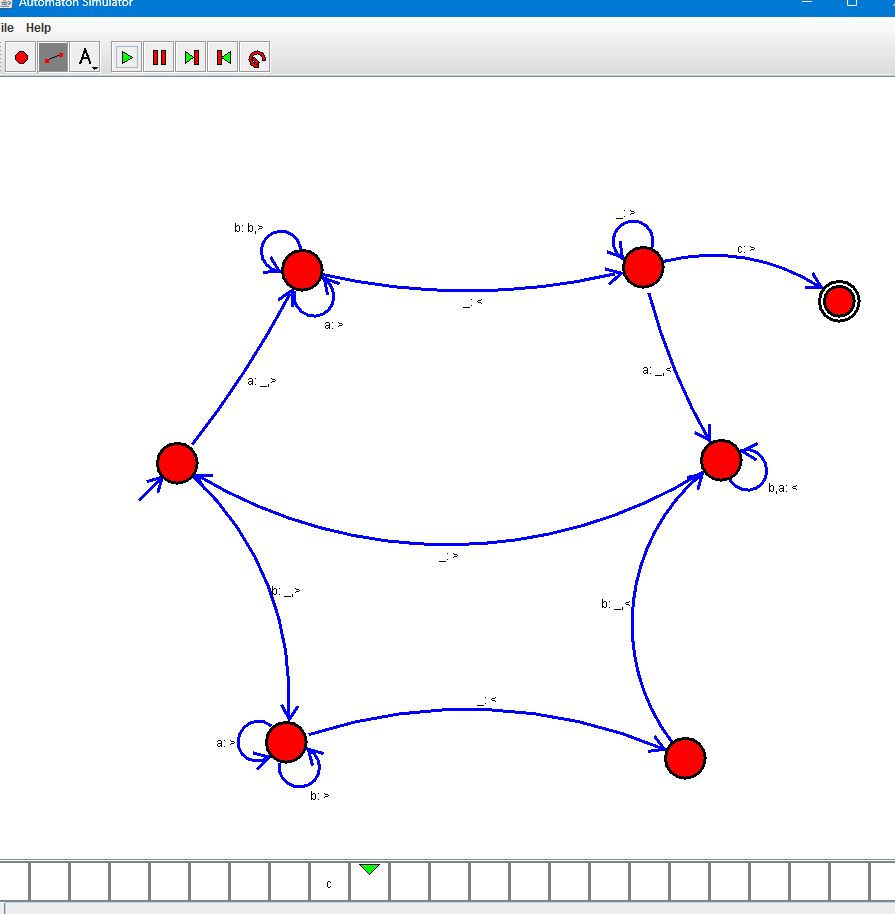 Automaton Simulator
ile Help
A
b: b,>
_: >
c: >
_: <
a: >
a: _,<
a: _,>
b,a: <
_: >
b: _,>
b: _,<
_: <
a: >
b: >
c